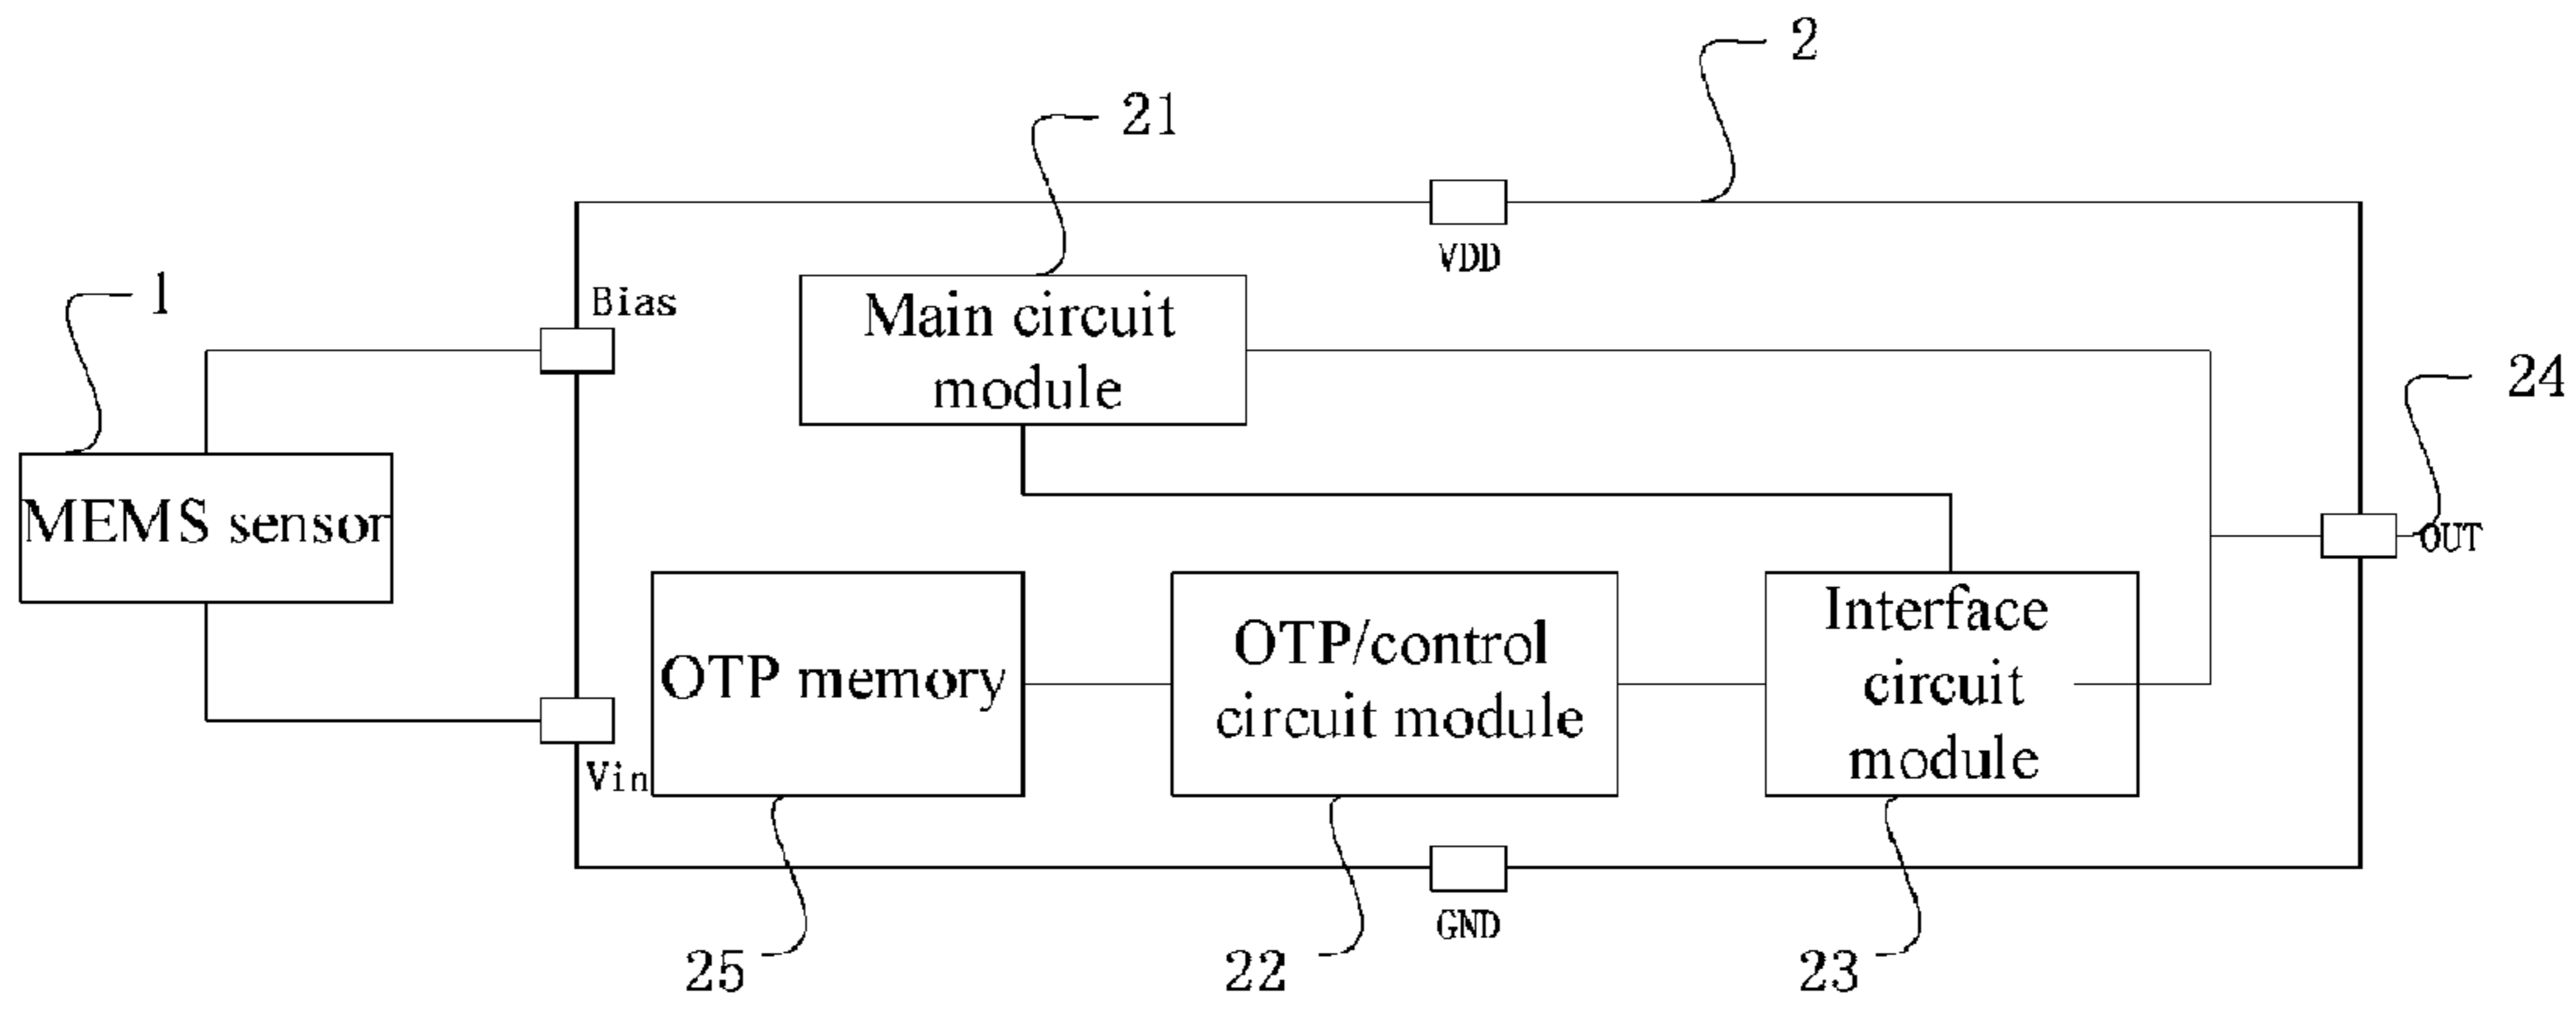 2
21
VDD
1
Bias
Main circuit
module
24
MEMS sensor
OUT
OTP memory
OTP/control
circuit module
Interface
circuit
module
Vin
GND
25
22
23